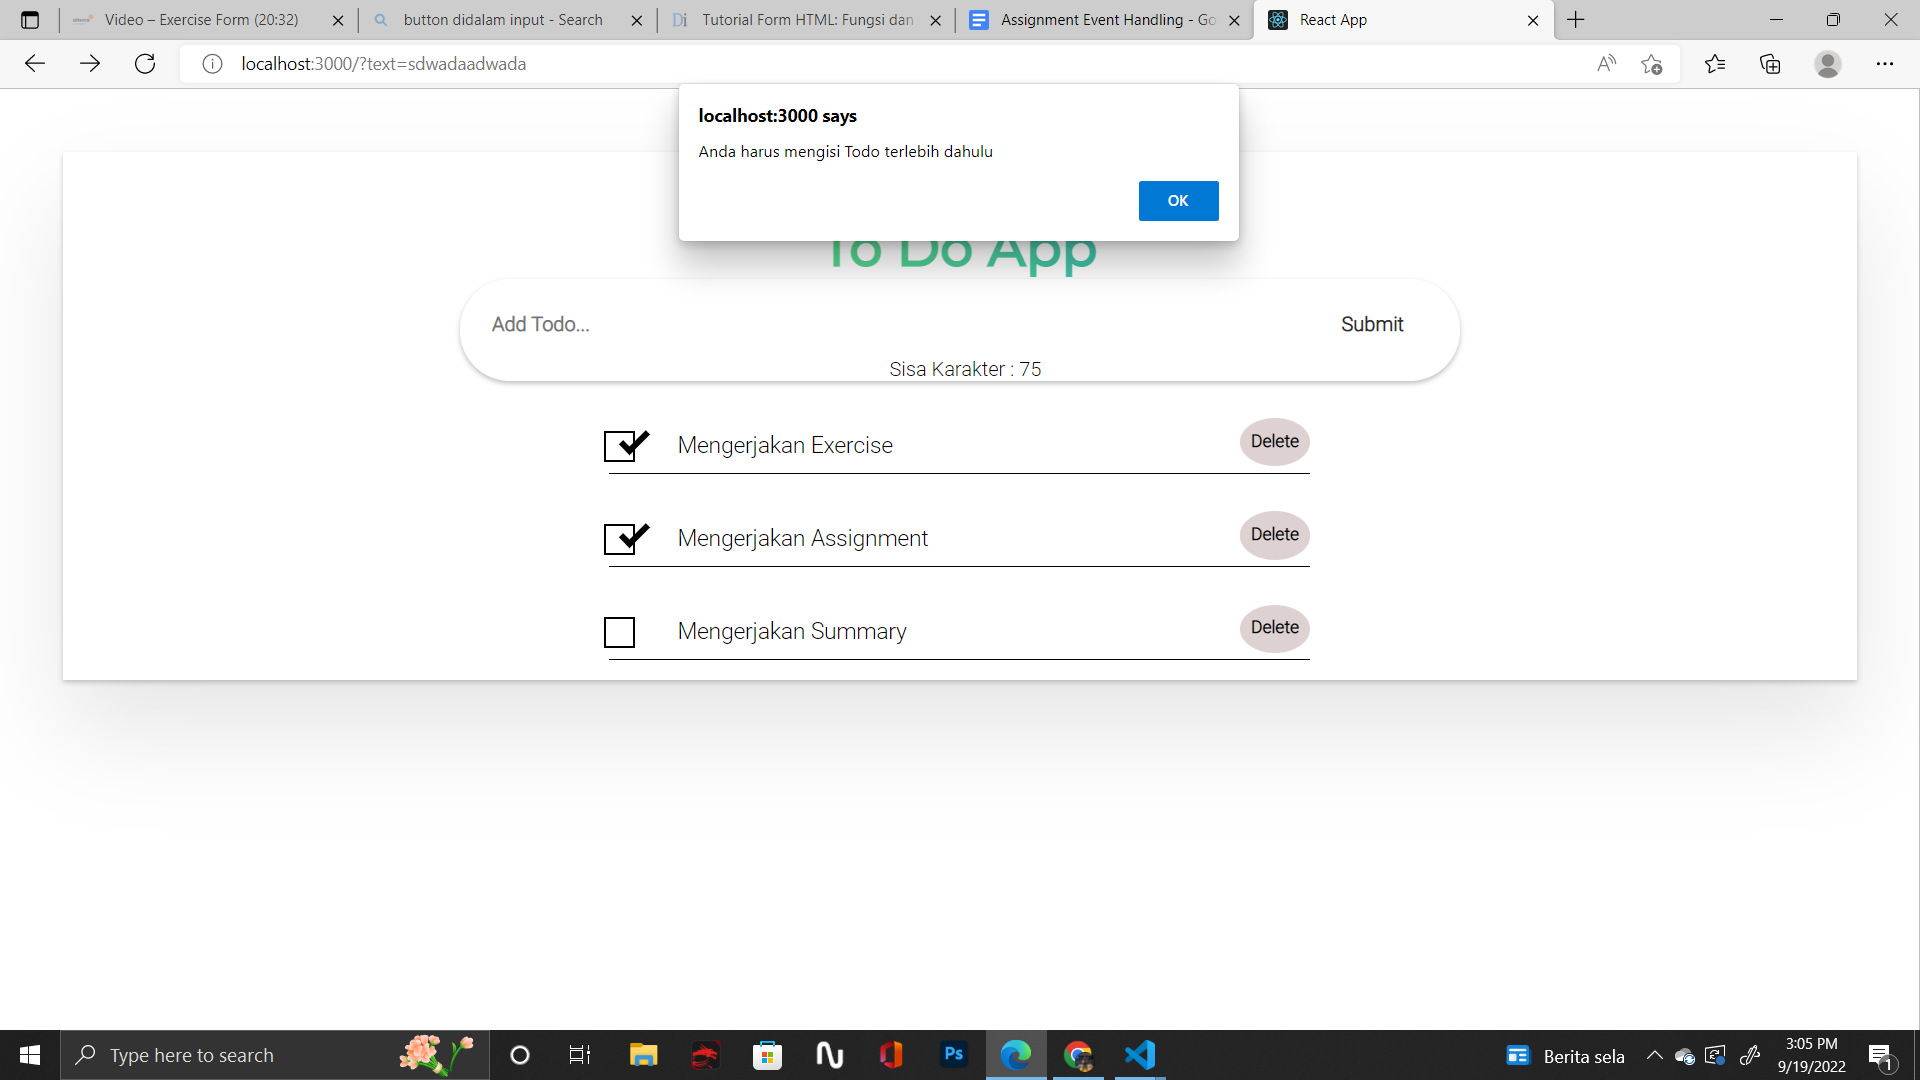 Video – Exercise Form (20:32)
button didalam input - Search
Tutorial Form HTML: Fungsi dan
Assignment Event Handling - Go
React App
localhost:3000/?text=sdwadaadwada
localhost:3000 says
Anda harus mengisi Todo terlebih dahulu
OK
To Do App
Add Todo...
Submit
Sisa Karakter : 75
Mengerjakan Exercise
Delete
Mengerjakan Assignment
Delete
Mengerjakan Summary
Delete
Type here to search
Ps
Berita sela
3:05 PM
9/19/2022
1